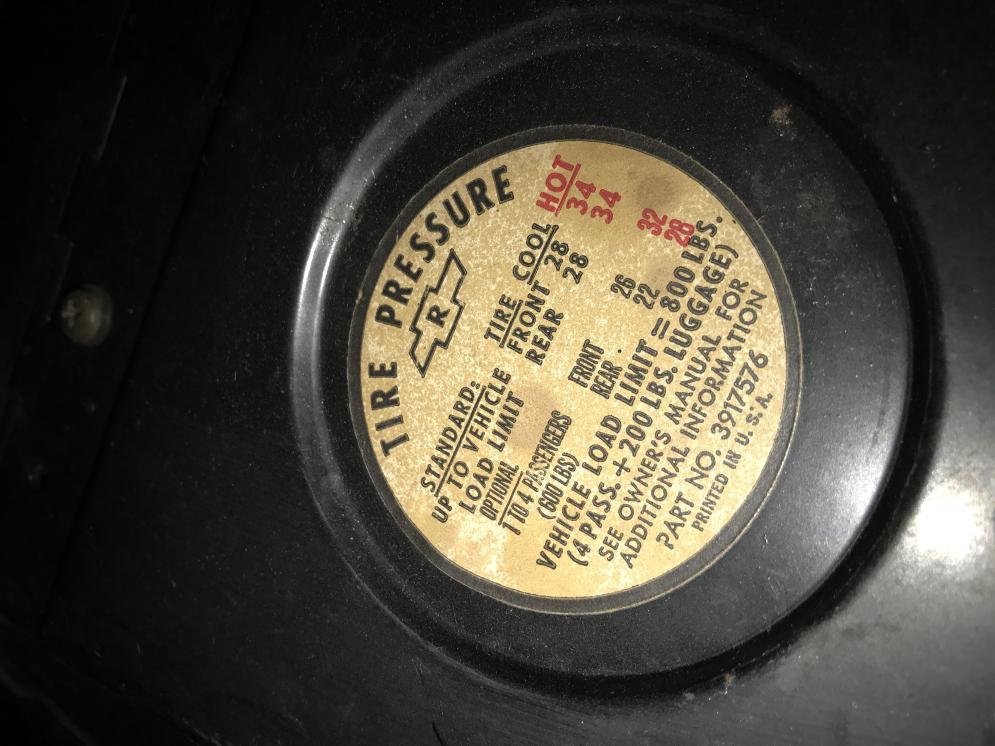 TIRE PRESSURE
R
STANDARD: TIRE COOL HOT
UP TO VEHICLE FRONT 28 34
LOAD LIMIT REAR 28 34
OPTIONAL
1 TO 4 PASSENGERS FRONT 26 32
(600 LBS) REAR . 22 28
VEHICLE LOAD LIMIT = 800 LBS.
(4 PASS. + 200 LBS. LUGGAGE)
SEE OWNERS MANUAL FOR
ADDITIONAL INFORMATION
PART NO. 3917576
PRINTED IN U.S.A.